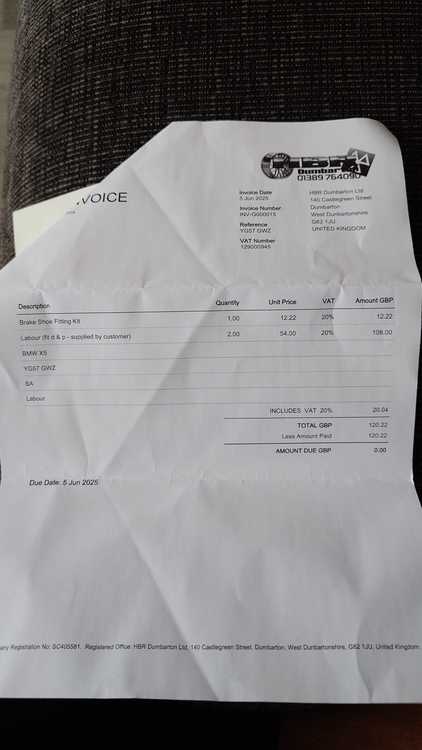 VOICE
HBR
Dumbar
01389 764090
Invoice Date
5 Jun 2025
Invoice Number
INV-G000015
Reference
YG57 GWZ
VAT Number
129000945
HBR Dumbarton Ltd
140 Castlegreen Street
Dumbarton
West Dunbartonshire
G82 1JU
UNITED KINGDOM
Description Quantity Unit Price VAT Amount GBP
Brake Shoe Fitting Kit 1.00 12.22 20% 12.22
Labour (fit d & p - supplied by customer) 2.00 54.00 20% 108.00
BMW X5
YG57 GWZ
SA
Labour
INCLUDES VAT 20% 20.04
TOTAL GBP 120.22
Less Amount Paid 120.22
AMOUNT DUE GBP 0.00
Due Date: 5 Jun 2025
any Registration No: SC405581. Registered Office: HBR Dumbarton Ltd, 140 Castlegreen Street, Dumbarton, West Dunbartonshire, G82 1JU, United Kingdom.